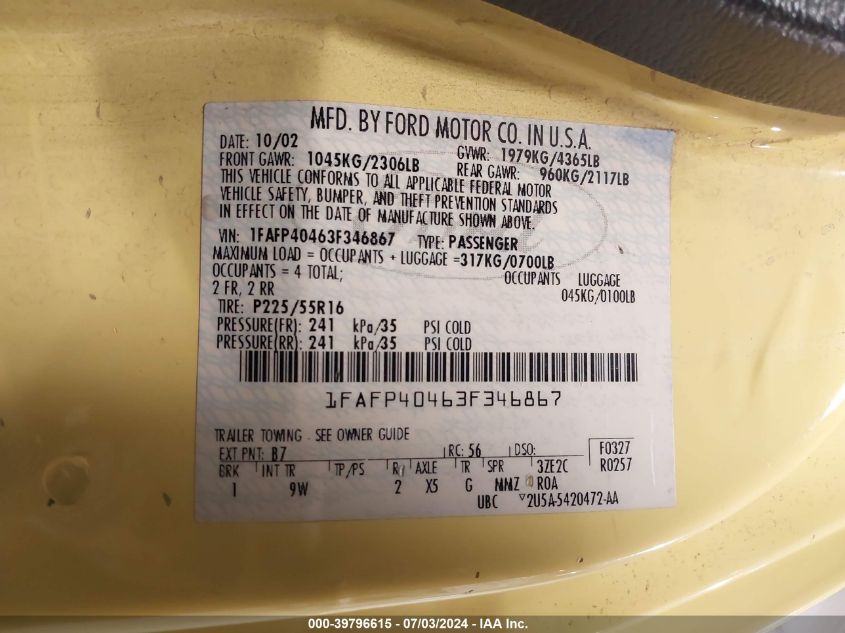 MFD. BY FORD MOTOR CO. IN U.S.A.
DATE: 10/02 GVWR: 1979KG/4365LB
FRONT GAWR: 1045KG/2306LB REAR GAWR: 960KG/2117LB
THIS VEHICLE CONFORMS TO ALL APPLICABLE FEDERAL MOTOR
VEHICLE SAFETY, BUMPER, AND THEFT PREVENTION STANDARDS
IN EFFECT ON THE DATE OF MANUFACTURE SHOWN ABOVE.
VIN: 1FAFP40463F346867 TYPE: PASSENGER
MAXIMUM LOAD = OCCUPANTS + LUGGAGE =317KG/0700LB
OCCUPANTS = 4 TOTAL; OCCUPANTS LUGGAGE
2 FR, 2 RR 045KG/0100LB
TIRE: P225/55R16
PRESSURE(FR): 241 kPa/35 PSI COLD
PRESSURE(RR): 241 kPa/35 PSI COLD
1FAFP40463F346867
TRAILER TOWING - SEE OWNER GUIDE
EXT PNT: B7 RC: 56 DSO: F0327
BRK INT TR TP/PS R AXLE TR SPR 3ZE2C R0257
1 9W 2 X5 G MMZ ROA
UBC 2U5A-5420472-AA
000-39796615 - 07/03/2024 - IAA Inc.